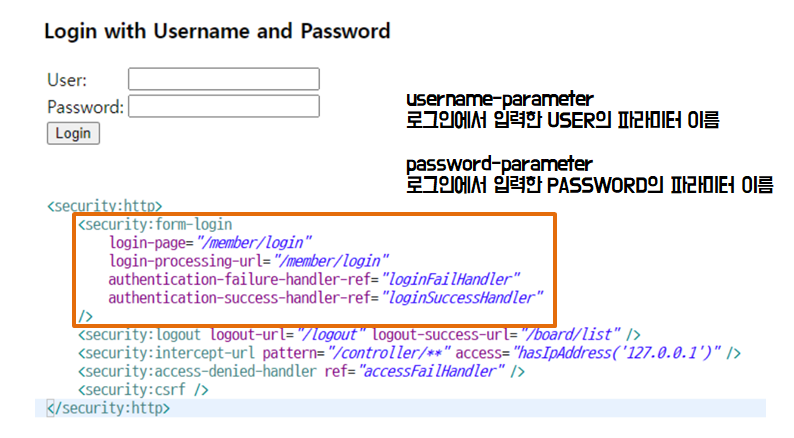 Login with Username and Password
User:
Password:
Login
username-parameter
로그인에서 입력한 USER의 파라미터 이름
password-parameter
로그인에서 입력한 PASSWORD의 파라미터 이름
<security:http>
<security:form-login
login-page="/member/login"
login-processing-url="/member/login"
authentication-failure-handler-ref="loginFailHandler"
authentication-success-handler-ref="loginSuccessHandler"
/>
<security:logout logout-url="/logout" logout-success-url="/board/list" />
<security:intercept-url pattern="/controller/**" access="hasIpAddress('127.0.0.1')" />
<security:access-denied-handler ref="accessFailHandler" />
<security:csrf />
</security:http>